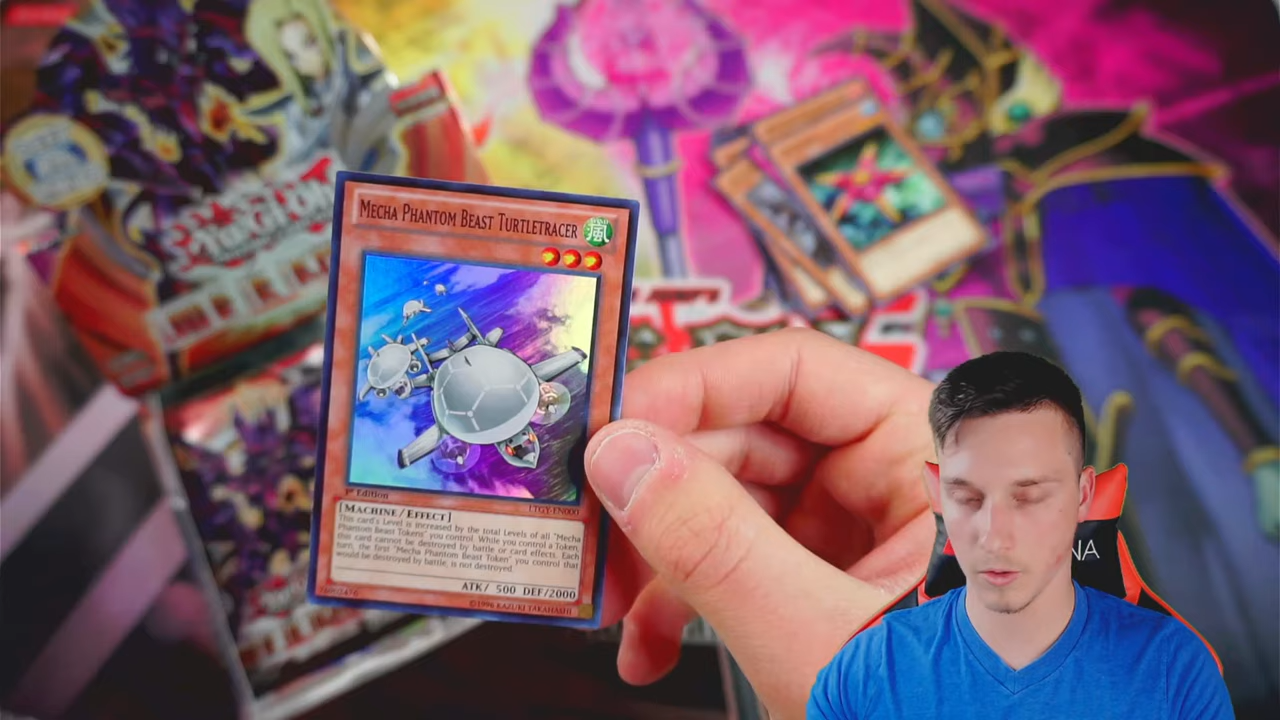 MECHA PHANTOM BEAST TURTLETRACER
風
1st Edition
LTGY-EN000
[MACHINE / EFFECT]
This card's Level is increased by the total Levels of all "Mecha
Phantom Beast Tokens" you control. While you control a Token,
this card cannot be destroyed by battle or card effects. Each
turn, the first "Mecha Phantom Beast Token" you control that
would be destroyed by battle, is not destroyed.
ATK/ 500 DEF/2000
©1996 KAZUKI TAKAHASHI
NA